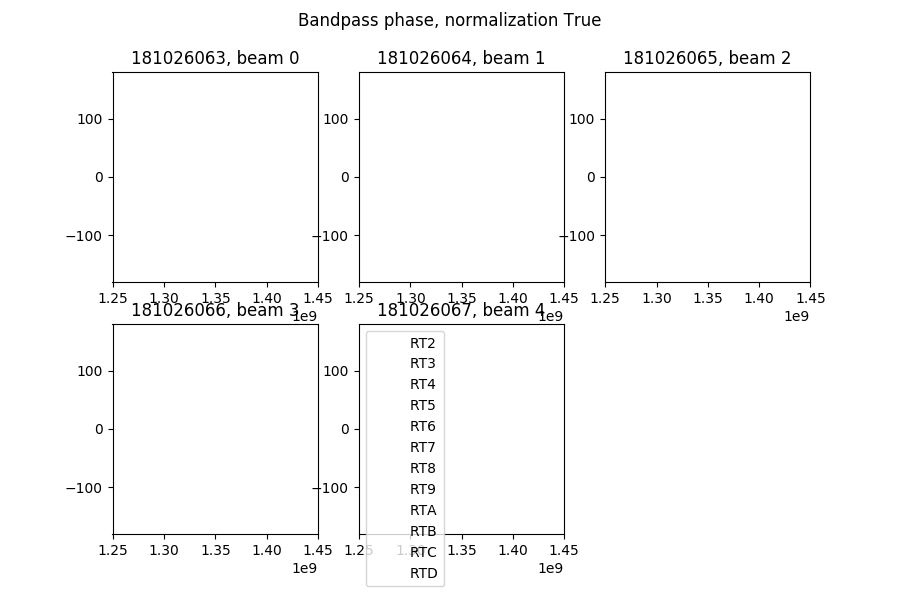 Bandpass phase, normalization True
181026063, beam 0
181026064, beam 1
181026065, beam 2
100
0
−100
1.25 1.30 1.35 1.40 1.45
1e9
100
0
−100
1.25 1.30 1.35 1.40 1.45
1e9
100
0
−100
1.25 1.30 1.35 1.40 1.45
1e9
181026066, beam 3
181026067, beam 4
100
0
−100
1.25 1.30 1.35 1.40 1.45
1e9
100
0
−100
1.25 1.30 1.35 1.40 1.45
1e9
RT2
RT3
RT4
RT5
RT6
RT7
RT8
RT9
RTA
RTB
RTC
RTD